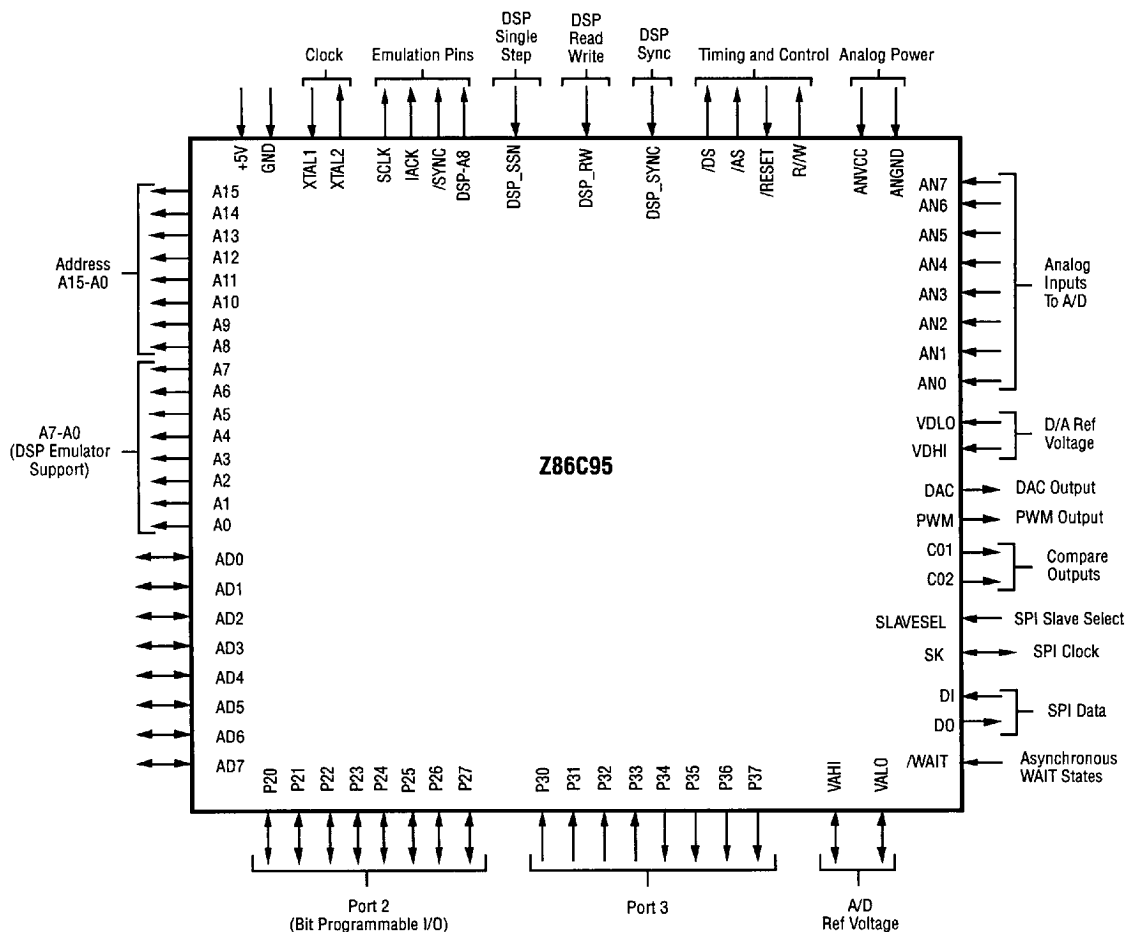 Clock
Emulation Pins
DSP
Single
Step
DSP
Read
Write
DSP
Sync
Timing and Control
Analog Power
+5V
GND
XTAL1
XTAL2
SCLK
IACK
/SYNC
DSP-A8
DSP_SSN
DSP_RW
DSP_SYNC
/DS
/AS
/RESET
R//W
ANVCC
ANGND
Address
A15-A0
A15
A14
A13
A12
A11
A10
A9
A8
A7-A0
(DSP Emulator
Support)
A7
A6
A5
A4
A3
A2
A1
A0
AD0
AD1
AD2
AD3
AD4
AD5
AD6
AD7
Z86C95
AN7
AN6
AN5
AN4
AN3
AN2
AN1
AN0
Analog
Inputs
To A/D
VDLO
VDHI
D/A Ref
Voltage
DAC
DAC Output
PWM
PWM Output
C01
C02
Compare
Outputs
SLAVESEL
SPI Slave Select
SK
SPI Clock
DI
DO
SPI Data
/WAIT
Asynchronous
WAIT States
P20
P21
P22
P23
P24
P25
P26
P27
P30
P31
P32
P33
P34
P35
P36
P37
VAHI
VALO
Port 2
(Bit Programmable I/O)
Port 3
A/D
Ref Voltage